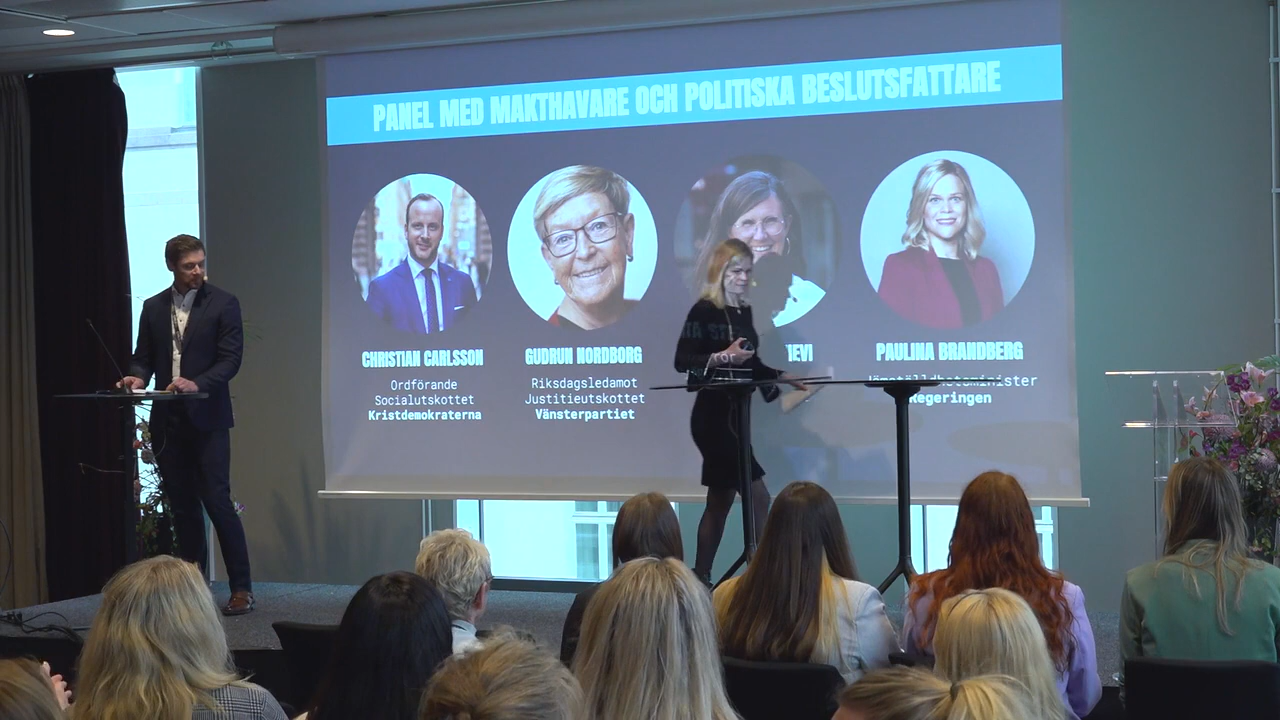 PANEL MED MAKTHAVARE OCH POLITISKA BESLUTSFATTARE
CHRISTIAN CARLSSON
Ordförande
Socialutskottet
Kristdemokraterna
GUDRUN NORDBORG
Riksdagsledamot
Justitieutskottet
Vänsterpartiet
PAULINA BRANDBERG
Jämställdhetsminister
Regeringen